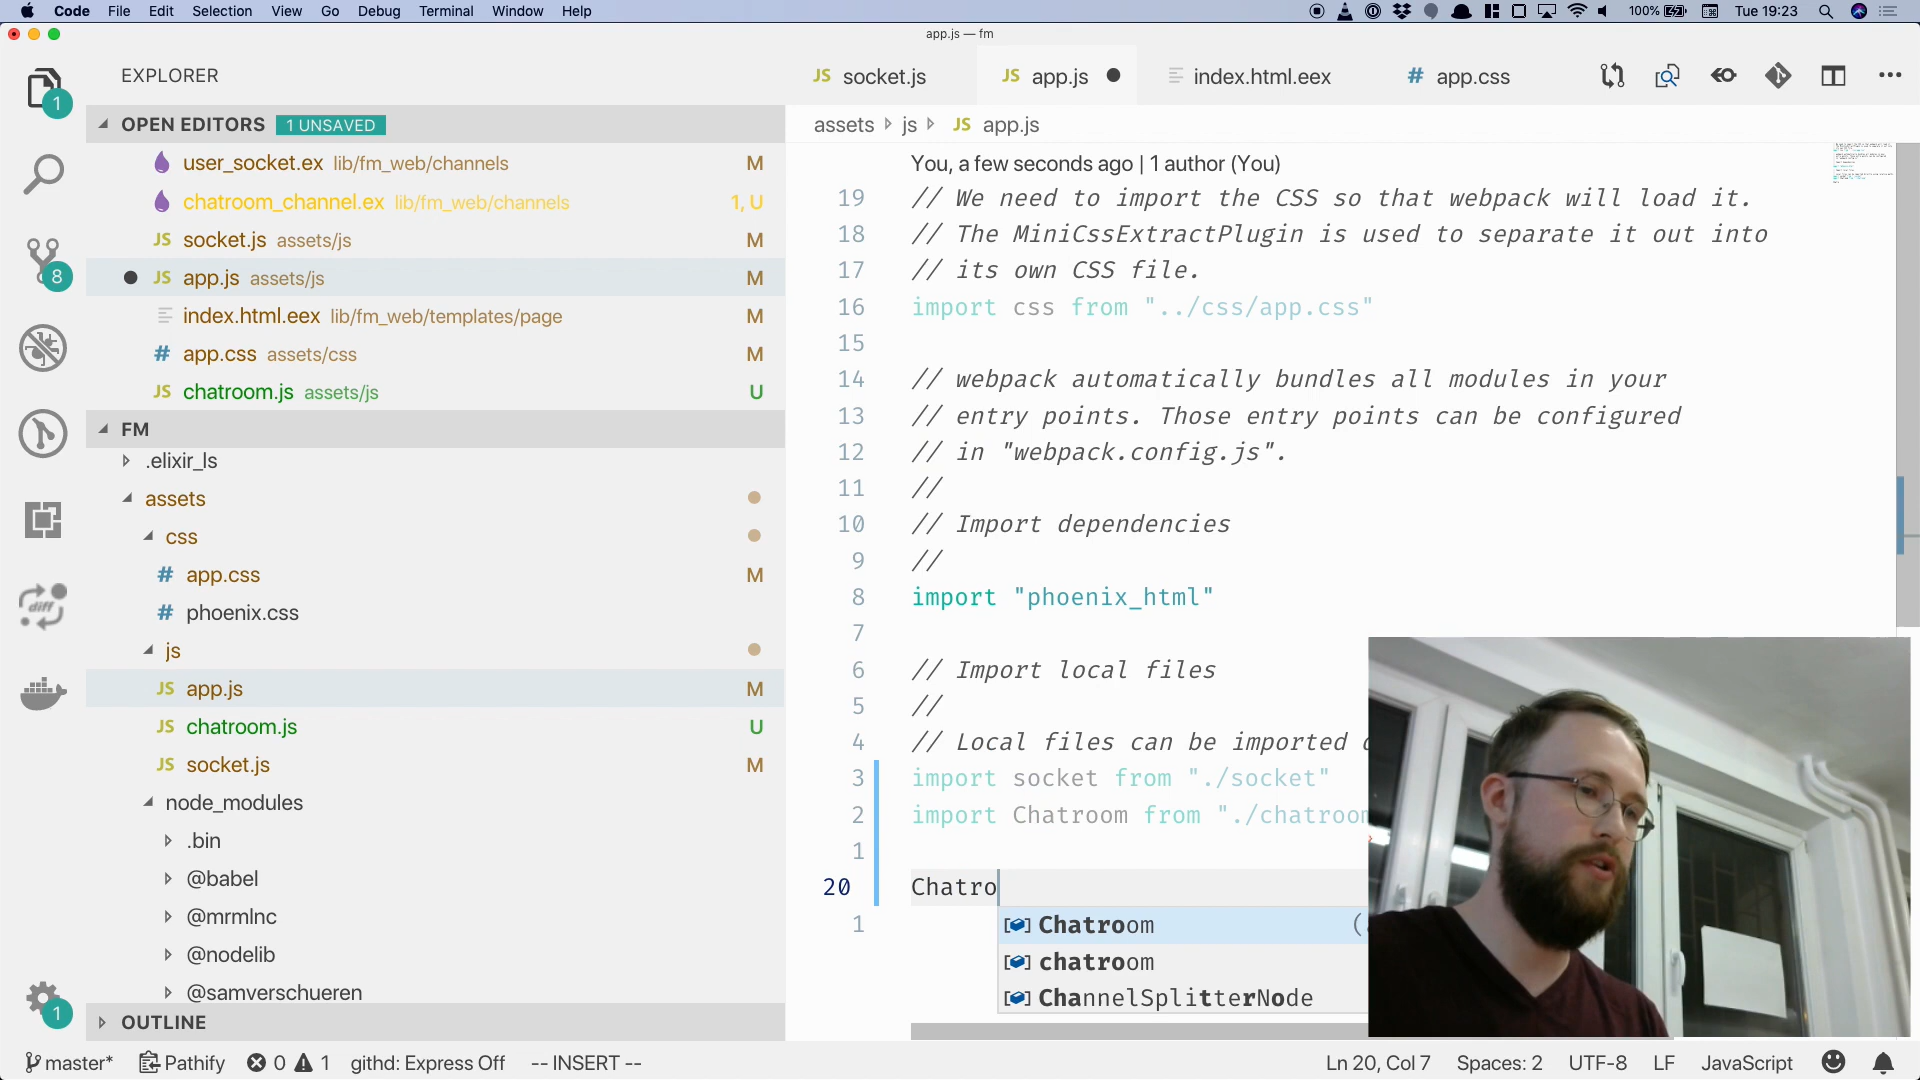 Code File Edit Selection View Go Debug Terminal Window Help 100% Tue 19:23
app.js — fm
EXPLORER
JS socket.js JS app.js index.html.eex # app.css
1
OPEN EDITORS 1 UNSAVED
assets js JS app.js
user_socket.ex lib/fm_web/channels M
chatroom_channel.ex lib/fm_web/channels 1, U
JS socket.js assets/js M
JS app.js assets/js M
index.html.eex lib/fm_web/templates/page M
# app.css assets/css M
JS chatroom.js assets/js U
8
diff
FM
.elixir_ls
assets
css
# app.css M
# phoenix.css
js
JS app.js M
JS chatroom.js U
JS socket.js M
node_modules
.bin
@babel
@mrmlnc
@nodelib
@samverschueren
1
OUTLINE
You, a few seconds ago | 1 author (You)
19 // We need to import the CSS so that webpack will load it.
18 // The MiniCssExtractPlugin is used to separate it out into
17 // its own CSS file.
16 import css from "../css/app.css"
15
14 // webpack automatically bundles all modules in your
13 // entry points. Those entry points can be configured
12 // in "webpack.config.js".
11 //
10 // Import dependencies
9 //
8 import "phoenix_html"
7
6 // Import local files
5 //
4 // Local files can be imported
3 import socket from "./socket"
2 import Chatroom from "./chatroom
1
20 Chatro
1
Chatroom
chatroom
ChannelSplitterNode
master* Pathify 0 1 githd: Express Off -- INSERT -- Ln 20, Col 7 Spaces: 2 UTF-8 LF JavaScript